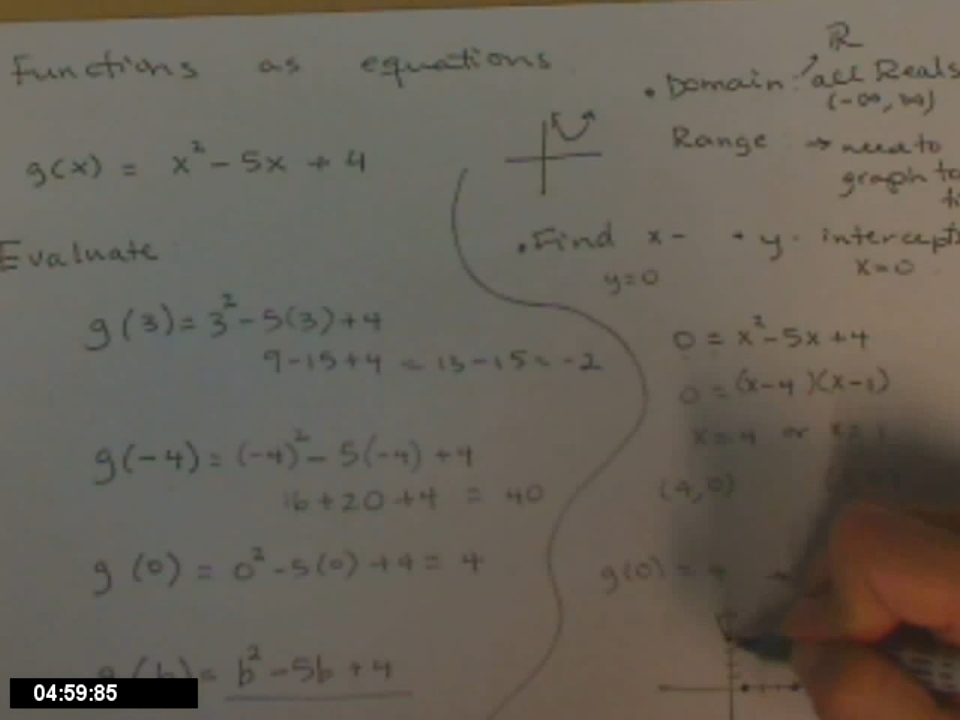 Functions as equations
g(x) = x² - 5x + 4
Evaluate
g(3) = 3² - 5(3) + 4
9 - 15 + 4 = 13 - 15 = -2
g(-4) = (-4)² - 5(-4) + 4
16 + 20 + 4 = 40
g(0) = 0² - 5(0) + 4 = 4
g(b) = b² - 5b + 4
R
• Domain: all Reals
(-∞, ∞)
Range → need to
graph to
• Find x- + y- intercepts
y=0 x=0
0 = x² - 5x + 4
0 = (x-4)(x-1)
x=4 or x=1
(4,0)
g(0) = 4
04:59:85